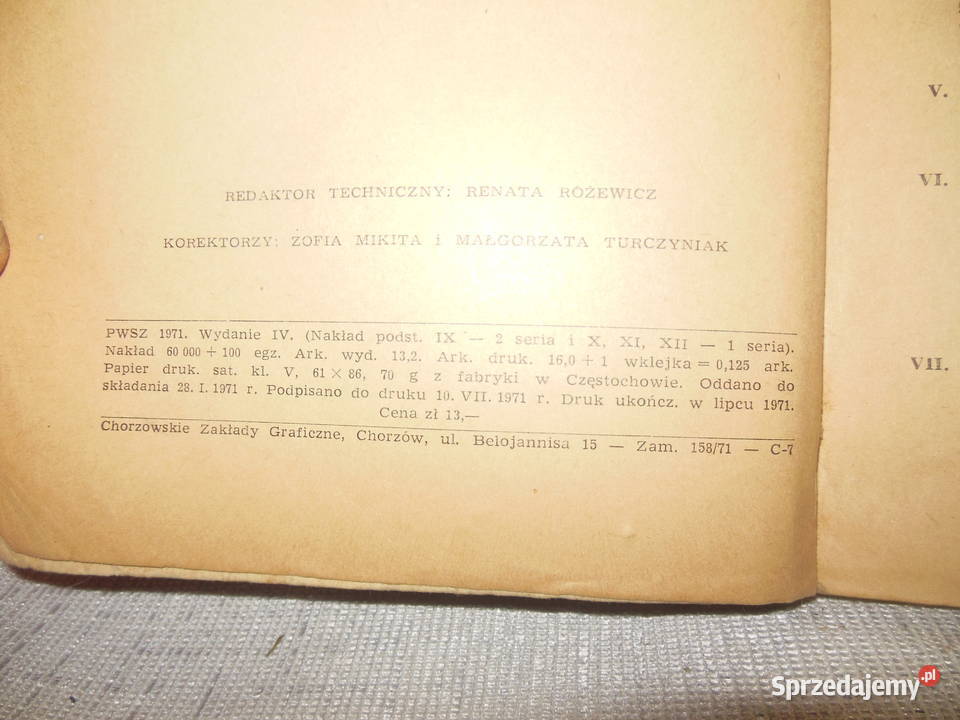 REDAKTOR TECHNICZNY: RENATA RÓŻEWICZ
KOREKTORZY: ZOFIA MIKITA i MAŁGORZATA TURCZYNIAK
PWSZ 1971. Wydanie IV. (Nakład podst. IX — 2 seria i X, XI, XII — 1 seria).
Nakład 60 000 + 100 egz. Ark. wyd. 13,2. Ark. druk. 16,0 + 1 wklejka = 0,125 ark.
Papier druk. sat. kl. V, 61 × 86, 70 g z fabryki w Częstochowie. Oddano do
składania 28. I. 1971 r. Podpisano do druku 10. VII. 1971 r. Druk ukończ. w lipcu 1971.
Cena zł 13,—
Chorzowskie Zakłady Graficzne, Chorzów, ul. Belojannisa 15 — Zam. 158/71 — C-7
V.
VI.
VII.
Sprzedajemy.pl